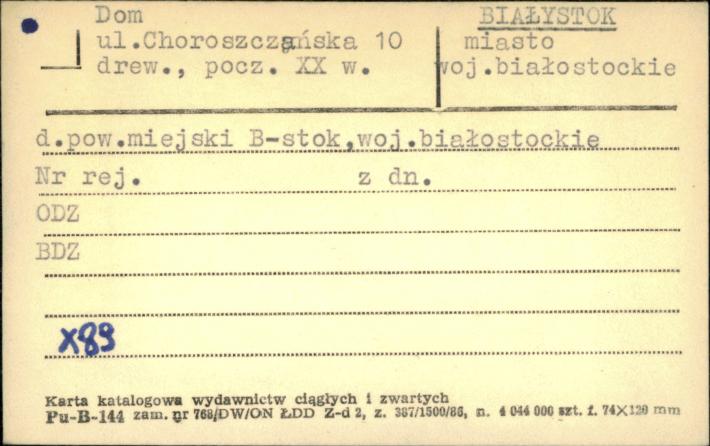 Dom
ul.Choroszczańska 10
drew., pocz. XX w.
BIAŁYSTOK
miasto
woj.białostockie
d.pow.miejski B-stok,woj.białostockie
Nr rej. z dn.
ODZ
BDZ
X89
Karta katalogowa wydawnictw ciągłych i zwartych
Pu-B-144 zam. nr 768/DW/ON ŁDD Z-d 2, z. 387/1500/86, n. 4 044 000 szt. f. 74×120 mm